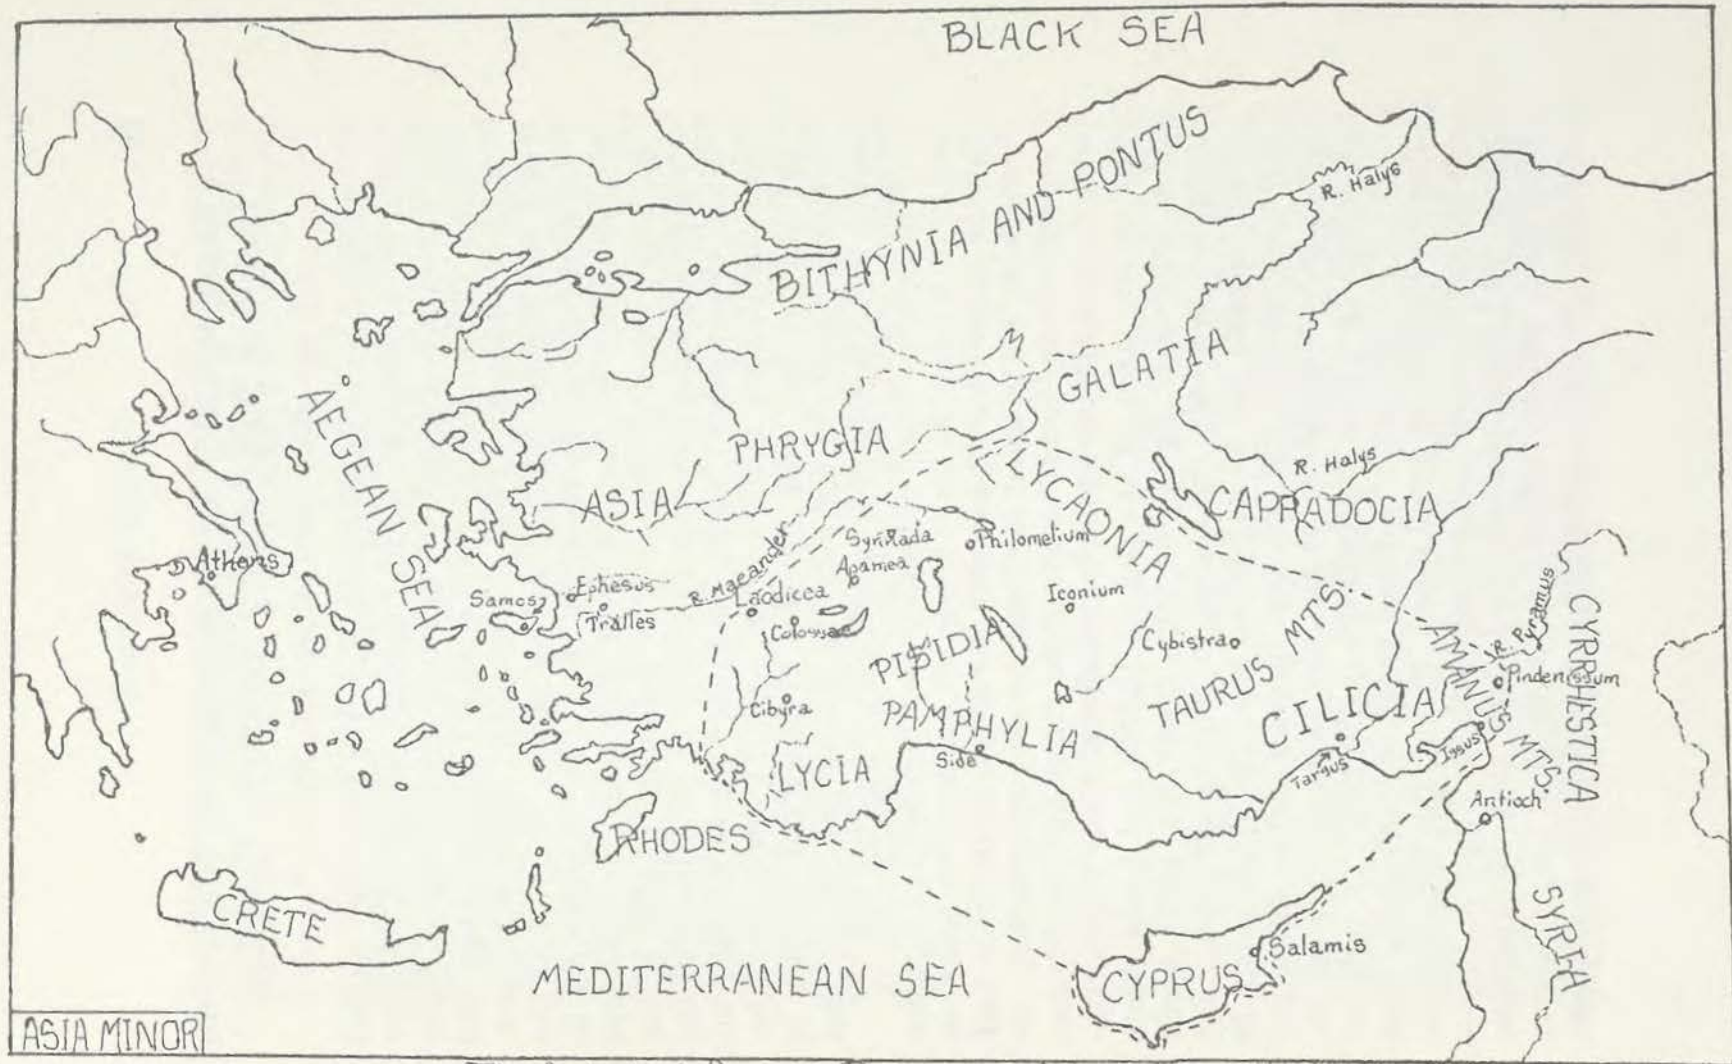 BLACK SEA
BITHYNIA AND PONTUS
R. Halys
GALATIA
AEGEAN SEA
PHRYGIA
LYCAONIA
R. Halys
ASIA
CAPPADOCIA
Athens
Synnada
Philomelium
R. Maeander
Apamea
Ephesus
Samos
Laodicea
Iconium
R. Pyramus
CYRRHESTICA
Tralles
Colossae
Cybistra
PISIDIA
TAURUS MTS.
AMANUS MTS.
Pindenissum
Cibyra
PAMPHYLIA
CILICIA
Side
LYCIA
Tarsus
Issus
Antioch
RHODES
CRETE
SYRIA
Salamis
MEDITERRANEAN SEA
CYPRUS
ASIA MINOR